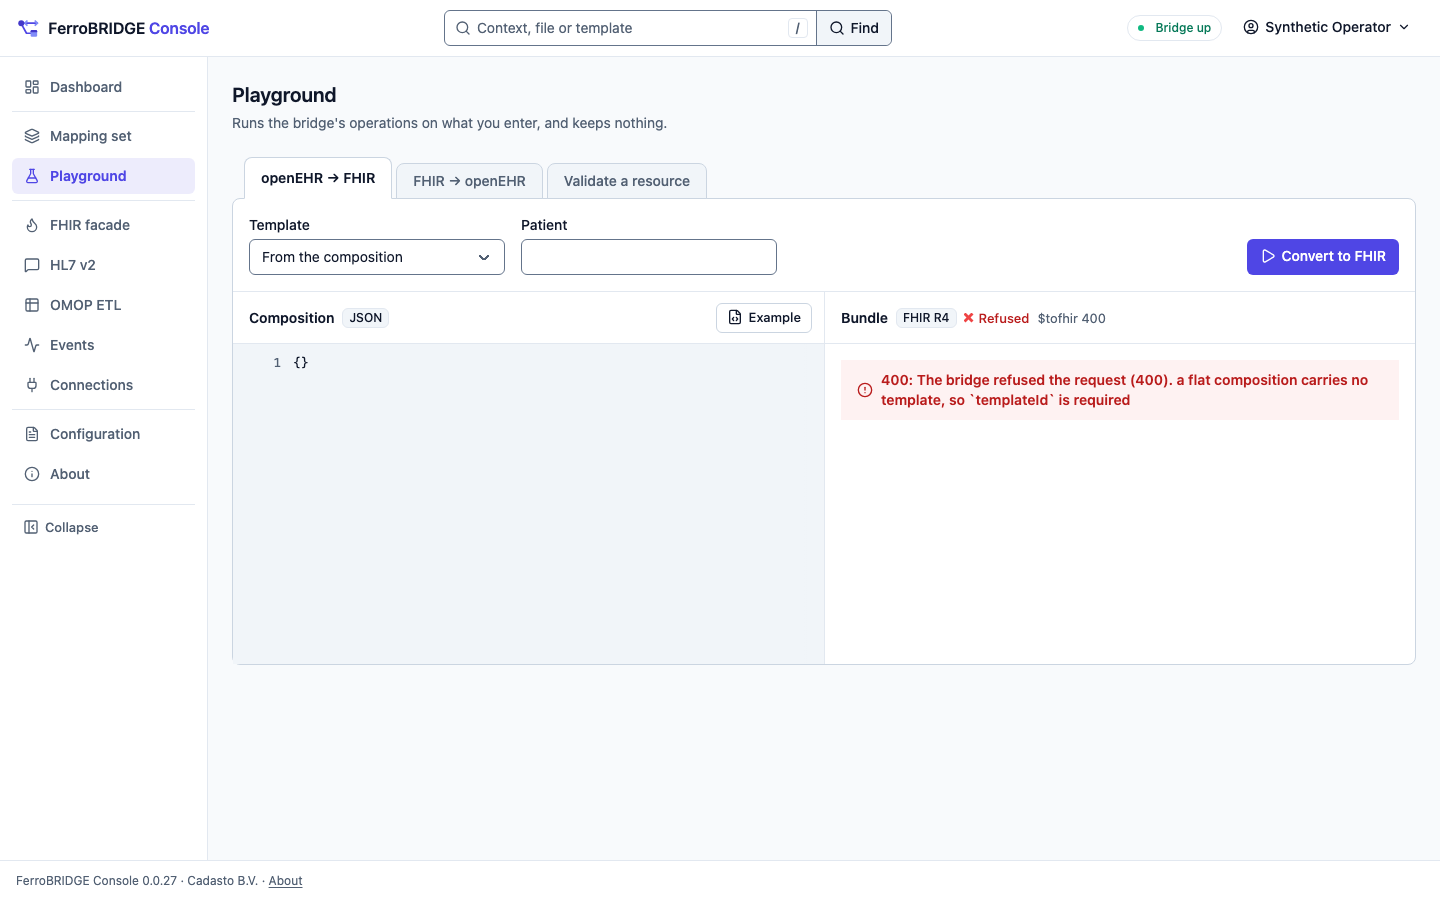 FerroBRIDGE Console
Context, file or template
/
Find
Bridge up
Synthetic Operator
Dashboard
Mapping set
Playground
FHIR facade
HL7 v2
OMOP ETL
Events
Connections
Configuration
About
Collapse
Playground
Runs the bridge's operations on what you enter, and keeps nothing.
openEHR → FHIR
FHIR → openEHR
Validate a resource
Template
Patient
From the composition
Convert to FHIR
Composition JSON
Example
Bundle FHIR R4 ✖ Refused $tofhir 400
1 {}
400: The bridge refused the request (400). a flat composition carries no
template, so `templateId` is required
FerroBRIDGE Console 0.0.27 · Cadasto B.V. · About